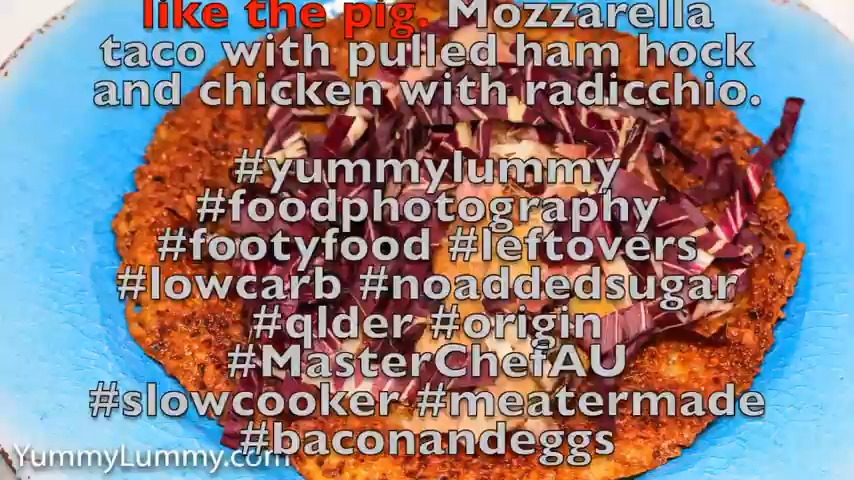 like the pig. Mozzarella
taco with pulled ham hock
and chicken with radicchio.
#yummylummy
#foodphotography
#footyfood #leftovers
#lowcarb #noaddedsugar
#qlder #origin
#MasterChefAU
#slowcooker #meatermade
#baconandeggs
YummyLummy.com